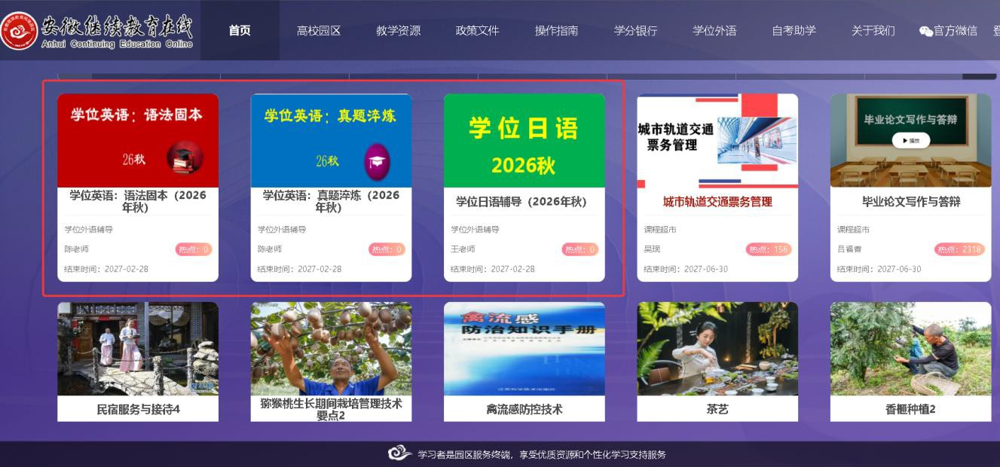 安徽继续教育在线
Anhui Continuing Education Online
首页
高校园区
教学资源
政策文件
操作指南
学分银行
学位外语
自考助学
关于我们
官方微信
学位英语：语法固本
26秋
学位英语：语法固本（2026
年秋）
学位外语辅导
陈老师
热点：0
结束时间：2027-02-28
学位英语：真题淬炼
26秋
学位英语：真题淬炼（2026
年秋）
学位外语辅导
陈老师
热点：0
结束时间：2027-02-28
学位日语
2026秋
学位日语辅导（2026年秋）
学位外语辅导
王老师
热点：0
结束时间：2027-02-28
城市轨道交通
票务管理
城市轨道交通票务管理
课程超市
吴珉
热点：156
结束时间：2027-06-30
毕业论文写作与答辩
播放
毕业论文写作与答辩
课程超市
吕福香
热点：2318
结束时间：2027-06-30
民宿服务与接待4
猕猴桃生长期间栽培管理技术
要点2
禽流感
防治知识手册
禽流感防控技术
茶艺
香榧种植2
学习者是园区服务终端，享受优质资源和个性化学习支持服务